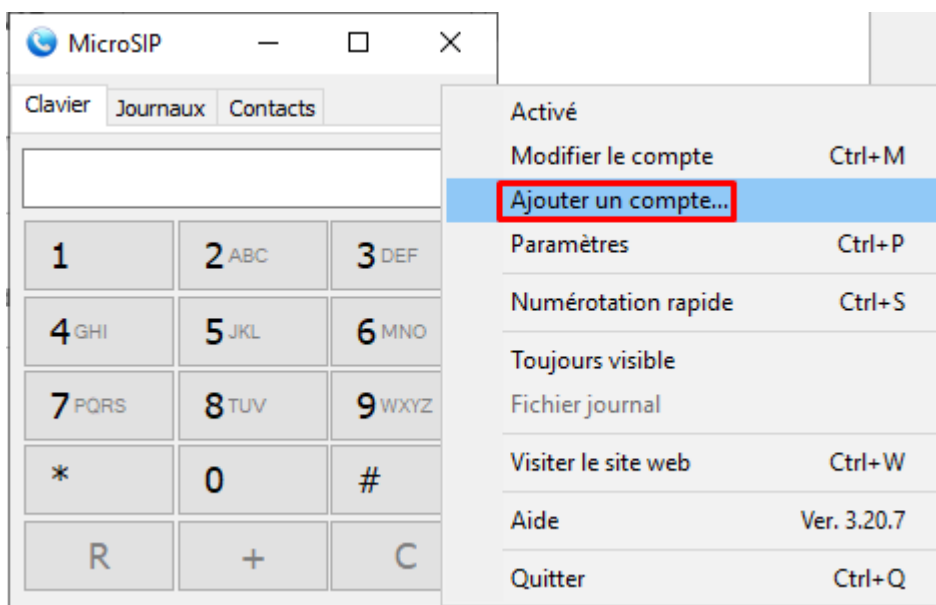 MicroSIP
Clavier Journaux Contacts
1 2 ABC 3 DEF
4 GHI 5 JKL 6 MNO
7 PQRS 8 TUV 9 WXYZ
* 0 #
R + C
Activé
Modifier le compte Ctrl+M
Ajouter un compte...
Paramètres Ctrl+P
Numérotation rapide Ctrl+S
Toujours visible
Fichier journal
Visiter le site web Ctrl+W
Aide Ver. 3.20.7
Quitter Ctrl+Q